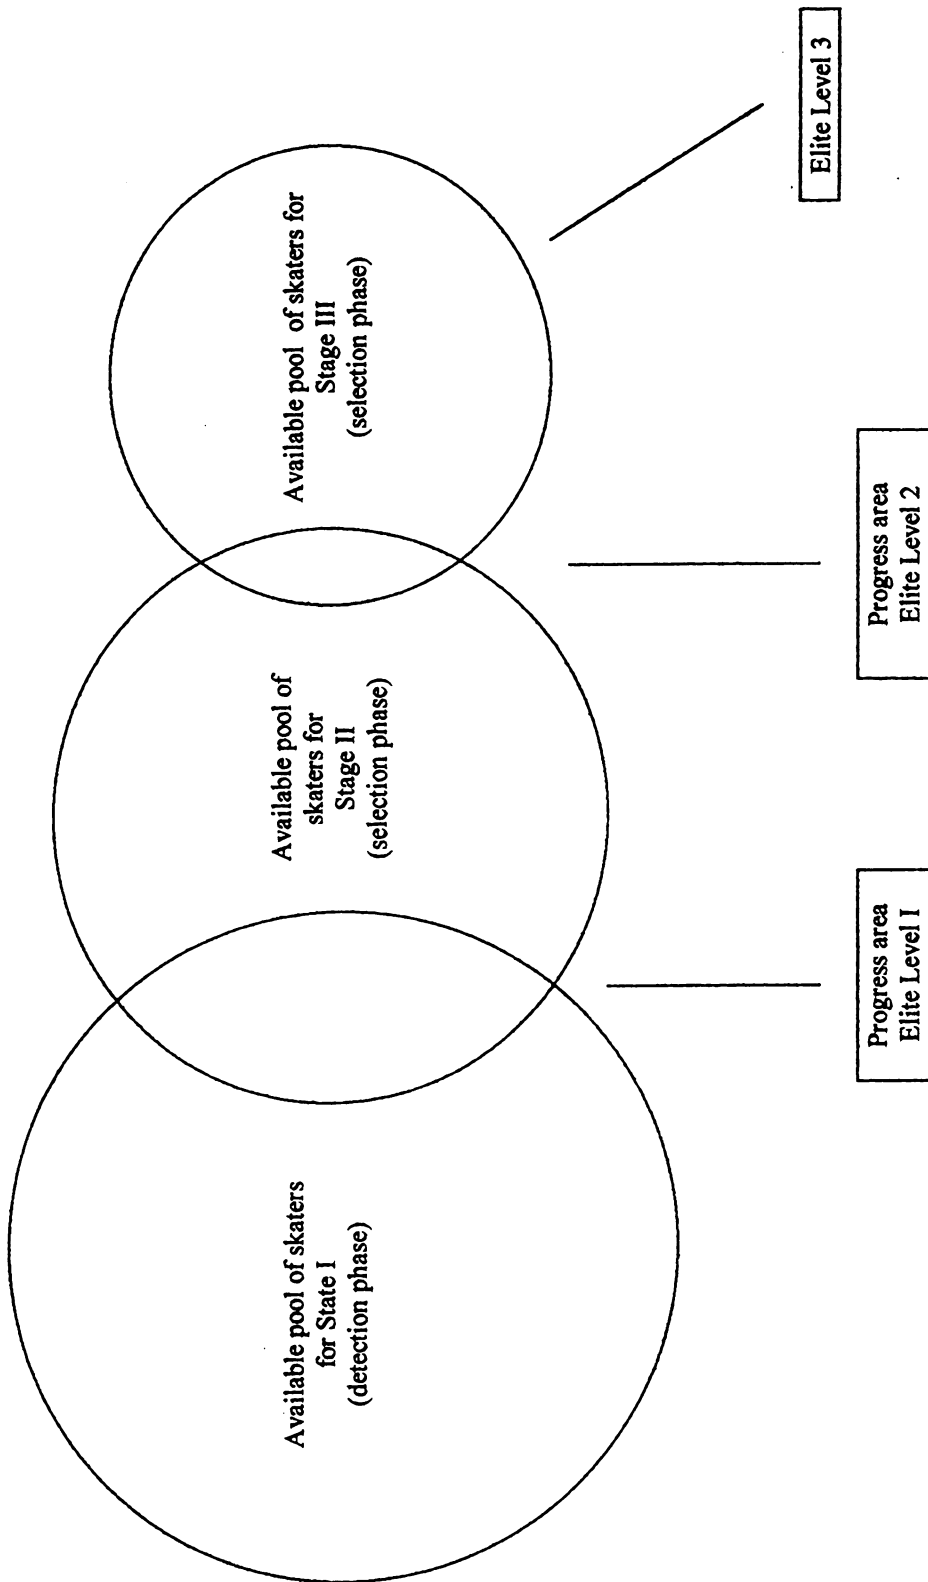 Available pool of skaters
for State I
(detection phase)
Available pool of
skaters for
Stage II
(selection phase)
Available pool of skaters for
Stage III
(selection phase)
Progress area
Elite Level I
Progress area
Elite Level 2
Elite Level 3